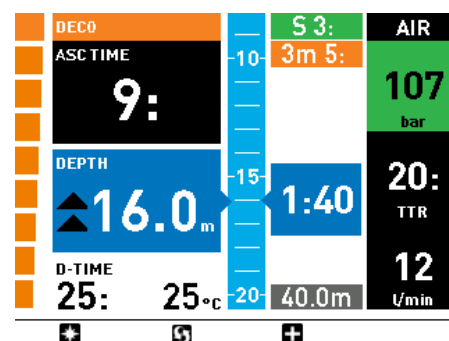 DECO
ASC TIME
9:
DEPTH
16.0 m
D-TIME
25:
25 °C
10
15
20
S 3:
3m 5:
1:40
40.0m
AIR
107
bar
20:
TTR
12
ℓ/min